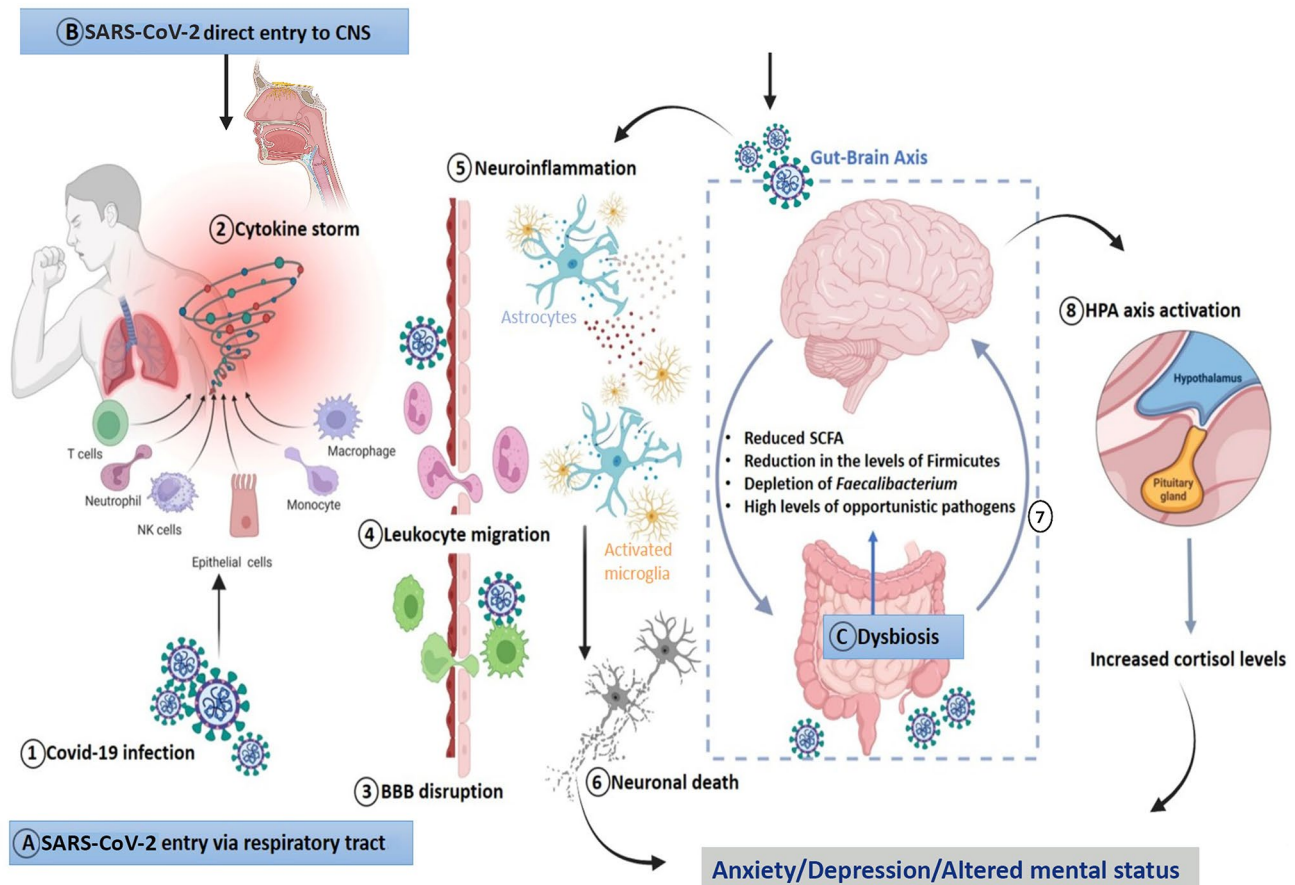 Ⓑ SARS-CoV-2 direct entry to CNS
② Cytokine storm
T cells
Neutrophil
NK cells
Epithelial cells
Monocyte
Macrophage
① Covid-19 infection
Ⓐ SARS-CoV-2 entry via respiratory tract
⑤ Neuroinflammation
Astrocytes
④ Leukocyte migration
Activated
microglia
③ BBB disruption
⑥ Neuronal death
Gut-Brain Axis
• Reduced SCFA
• Reduction in the levels of Firmicutes
• Depletion of Faecalibacterium
• High levels of opportunistic pathogens
⑦
Ⓒ Dysbiosis
⑧ HPA axis activation
Hypothalamus
Pituitary
gland
Increased cortisol levels
Anxiety/Depression/Altered mental status